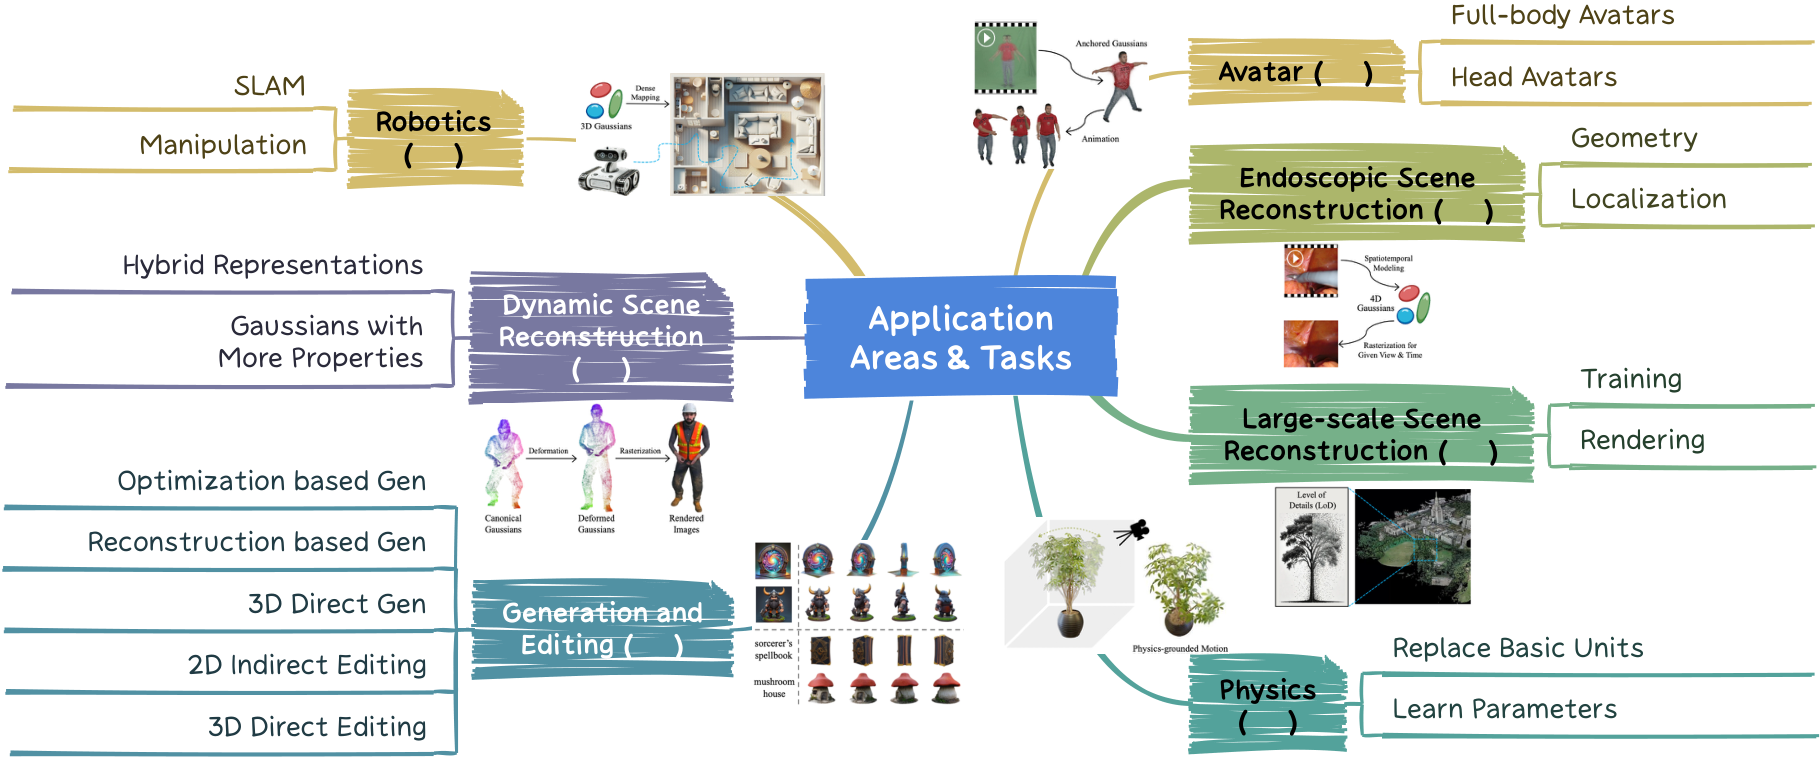 SLAM
Manipulation
Robotics
( )
Dense
Mapping
3D Gaussians
Hybrid Representations
Gaussians with
More Properties
Dynamic Scene
Reconstruction
( )
Deformation
Rasterization
Canonical
Gaussians
Deformed
Gaussians
Rendered
Images
Optimization based Gen
Reconstruction based Gen
3D Direct Gen
2D Indirect Editing
3D Direct Editing
Generation and
Editing ( )
sorcerer's
spellbook
mushroom
house
Application
Areas & Tasks
Anchored Gaussians
Animation
Avatar ( )
Full-body Avatars
Head Avatars
Endoscopic Scene
Reconstruction ( )
Geometry
Localization
Spatiotemporal
Modeling
4D
Gaussians
Rasterization for
Given View & Time
Large-scale Scene
Reconstruction ( )
Training
Rendering
Level of
Details (LoD)
Physics-grounded Motion
Physics
( )
Replace Basic Units
Learn Parameters